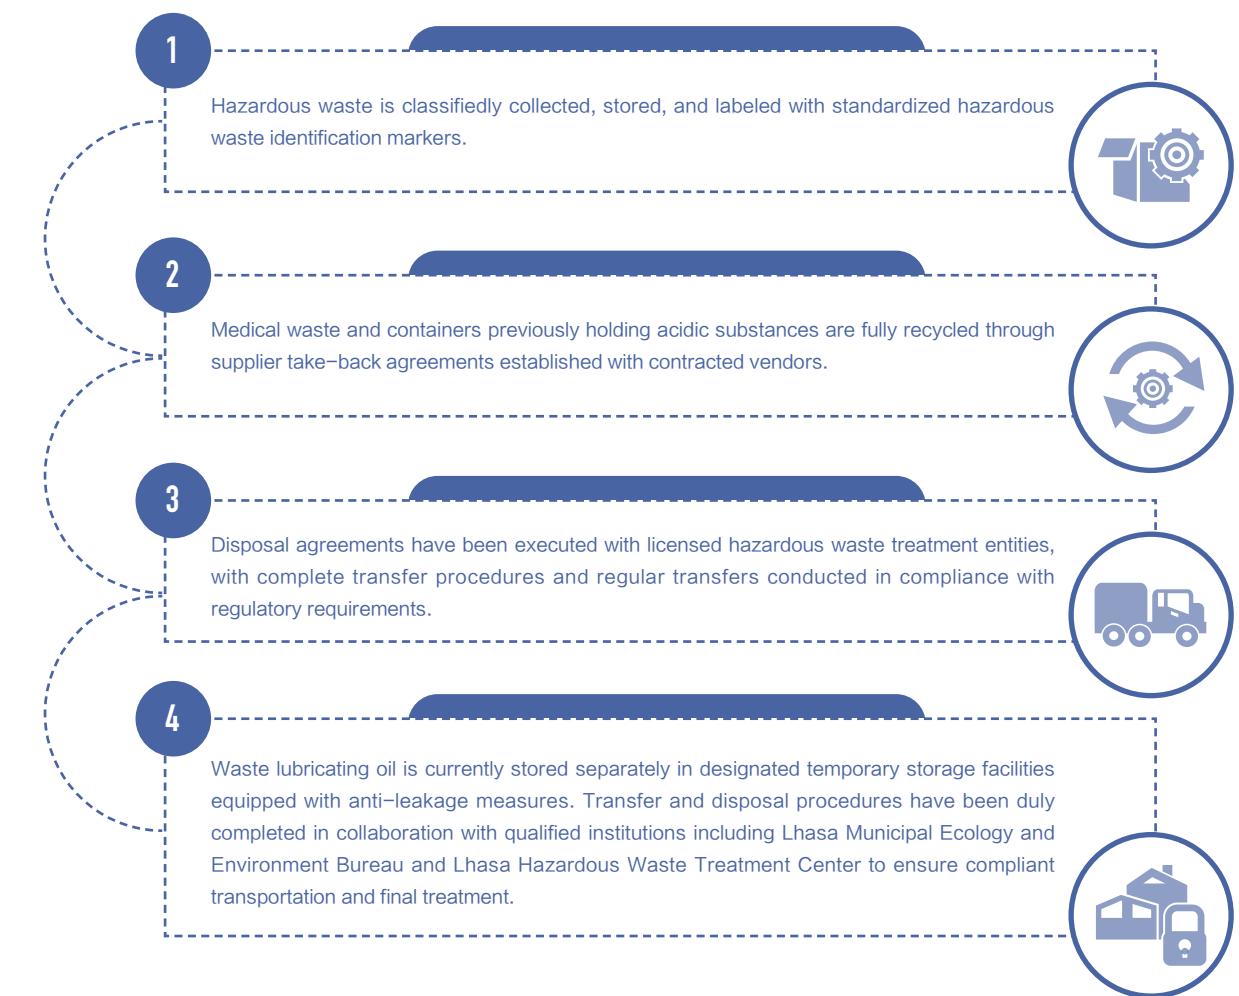 1
Hazardous waste is classifiedly collected, stored, and labeled with standardized hazardous
waste identification markers.
2
Medical waste and containers previously holding acidic substances are fully recycled through
supplier take-back agreements established with contracted vendors.
3
Disposal agreements have been executed with licensed hazardous waste treatment entities,
with complete transfer procedures and regular transfers conducted in compliance with
regulatory requirements.
4
Waste lubricating oil is currently stored separately in designated temporary storage facilities
equipped with anti-leakage measures. Transfer and disposal procedures have been duly
completed in collaboration with qualified institutions including Lhasa Municipal Ecology and
Environment Bureau and Lhasa Hazardous Waste Treatment Center to ensure compliant
transportation and final treatment.